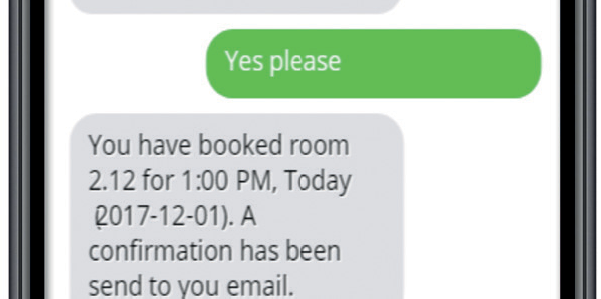 Yes please
You have booked room
2.12 for 1:00 PM, Today
(2017-12-01). A
confirmation has been
send to you email.